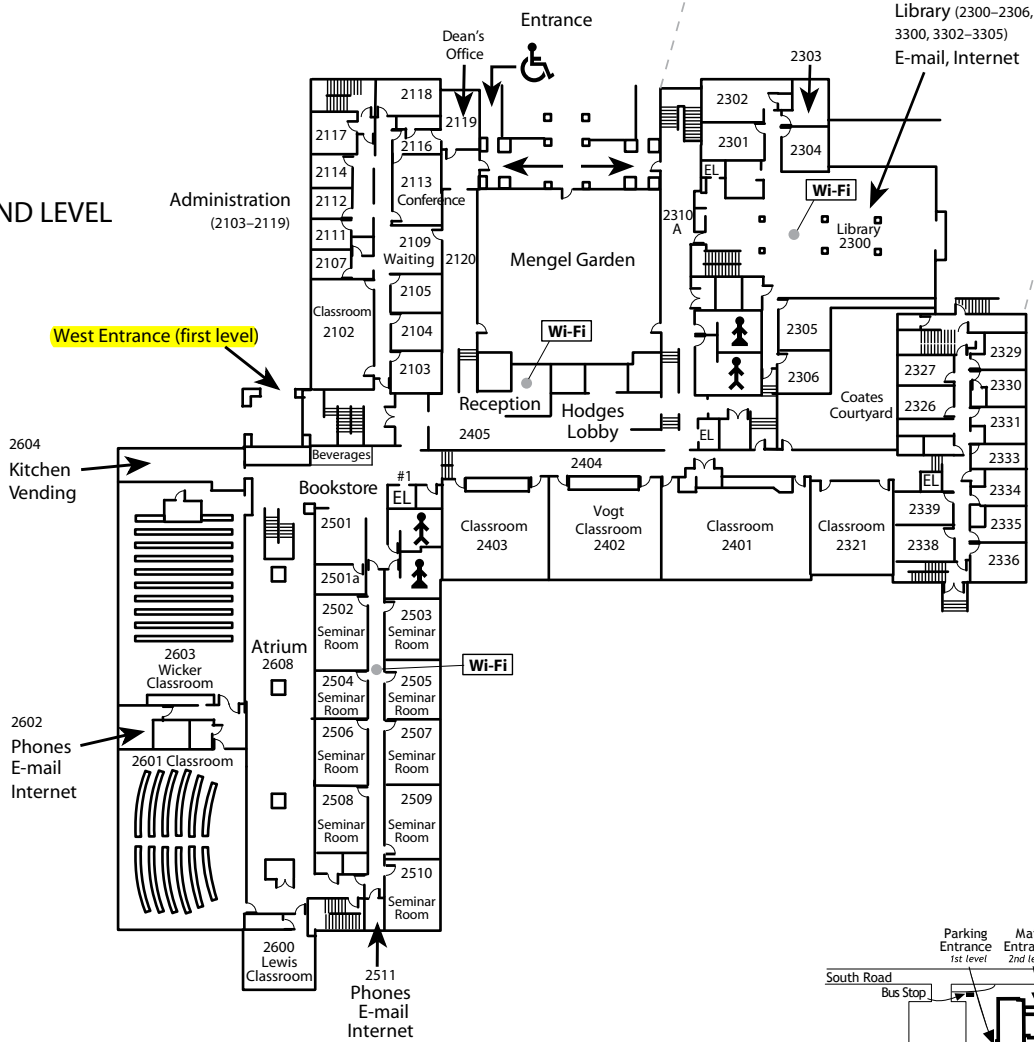 Entrance
Dean's
Office
Library (2300–2306,
3300, 3302–3305)
E-mail, Internet
2303
2118
2119
2117
2116
2302
2301
2304
EL
2114
2113
Conference
2112
Administration
(2103–2119)
ND LEVEL
2111
2109
Waiting
2107
2120
2105
Mengel Garden
2310
A
Wi-Fi
Library
2300
Classroom
2102
2104
2103
West Entrance (first level)
Wi-Fi
2305
2306
Reception
Hodges
Lobby
Coates
Courtyard
2329
2327
2330
2326
2331
2333
2334
EL
2339
2335
2338
2336
2405
EL
2404
2604
Kitchen
Vending
Beverages
Bookstore
#1
EL
2501
Classroom
2403
Vogt
Classroom
2402
Classroom
2401
Classroom
2321
2501a
2502
Seminar
Room
2503
Seminar
Room
2603
Wicker
Classroom
Atrium
2608
Wi-Fi
2504
Seminar
Room
2505
Seminar
Room
2602
Phones
E-mail
Internet
2506
Seminar
Room
2507
Seminar
Room
2601 Classroom
2508
Seminar
Room
2509
Seminar
Room
2510
Seminar
Room
2600
Lewis
Classroom
2511
Phones
E-mail
Internet
Parking
Entrance
1st level
Ma
Entra
2nd le
South Road
Bus Stop